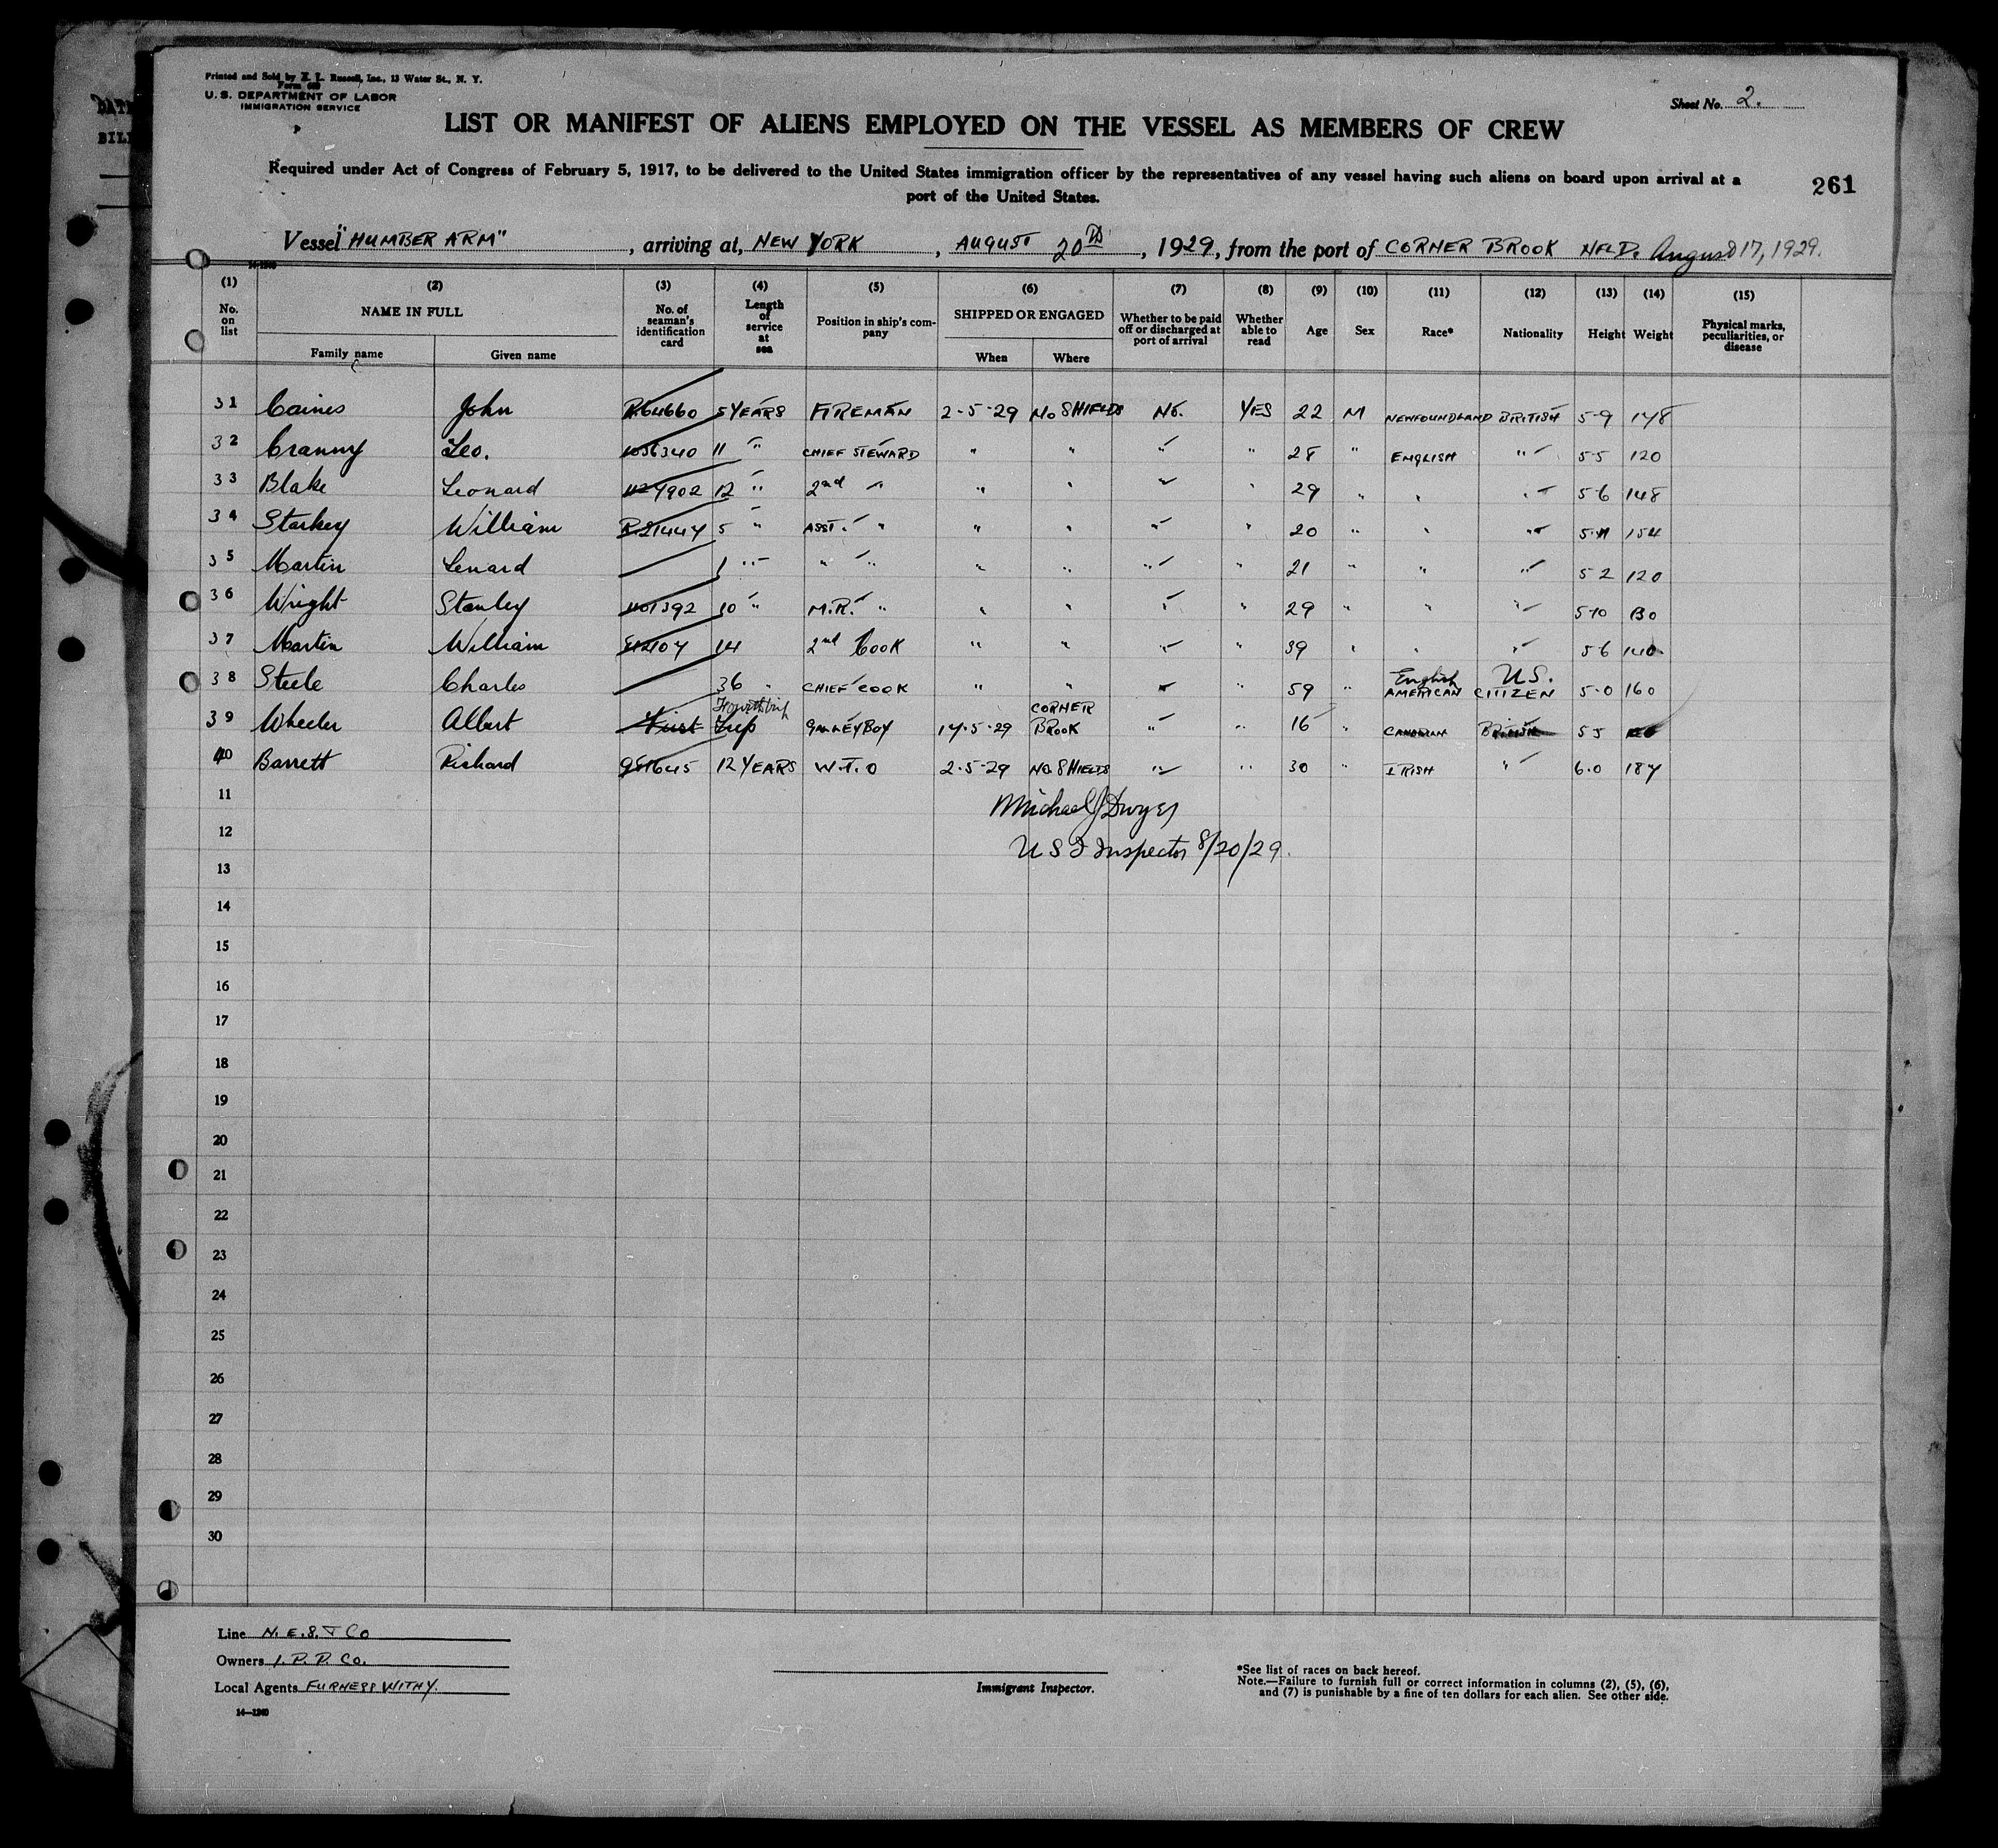 Printed and Sold by E. L. Russell, Inc., 13 Water St., N. Y.
U. S. DEPARTMENT OF LABOR
IMMIGRATION SERVICE
Sheet No. 2.
LIST OR MANIFEST OF ALIENS EMPLOYED ON THE VESSEL AS MEMBERS OF CREW
Required under Act of Congress of February 5, 1917, to be delivered to the United States immigration officer by the representatives of any vessel having such aliens on board upon arrival at a
port of the United States.
261
Vessel "HUMBER ARM", arriving at, NEW YORK, AUGUST 20th, 1929, from the port of CORNER BROOK NFLD. August 17, 1929.
(1) (2) (3) (4) (5) (6) (7) (8) (9) (10) (11) (12) (13) (14) (15)
No. on list NAME IN FULL No. of seaman's identification card Length of service at sea Position in ship's company SHIPPED OR ENGAGED Whether to be paid off or discharged at port of arrival Whether able to read Age Sex Race* Nationality Height Weight Physical marks, peculiarities, or disease
Family name Given name When Where
31 Caines John R64660 5 YEARS FIREMAN 2-5-29 No SHIELDS No. YES 22 M NEWFOUNDLAND BRITISH 5-9 148
32 Cranny Leo. 1036340 11 " CHIEF STEWARD " " " " 28 " ENGLISH " 5 5 120
33 Blake Leonard 12 " 2nd " " " " " 29 " " " 5 6 148
34 Starkey William R21447 5 " ASST. " " " " " 20 " " " 154
35 Martin Lenard 1 " " " " " " " 21 " " " 5 2 120
36 Wright Stanley 1101392 10 " M.R. " " " " " 29 " " " 5 10 130
37 Martin William 14 2nd COOK " " " " 39 " " " 5 6 140
38 Steele Charles 36 " CHIEF COOK " " " " 59 " English AMERICAN U.S. CITIZEN 5-0 160
39 Wheeler Albert First Trip GALLEY BOY 17-5-29 CORNER BROOK " " 16 " CANADIAN BRITISH 5 5
40 Barrett Richard 12 YEARS W.T.O 2-5-29 NO. SHIELDS " " 30 " IRISH " 6.0 187
11 Michael J Dwyer
12 U S I Inspector 8/20/29.
13
14
15
16
17
18
19
20
21
22
23
24
25
26
27
28
29
30
Line N. E. S. & Co
Owners I. P. P. Co.
Local Agents FURNESS WITHY.
Immigrant Inspector.
*See list of races on back hereof.
Note.—Failure to furnish full or correct information in columns (2), (5), (6),
and (7) is punishable by a fine of ten dollars for each alien. See other side.
14—1240